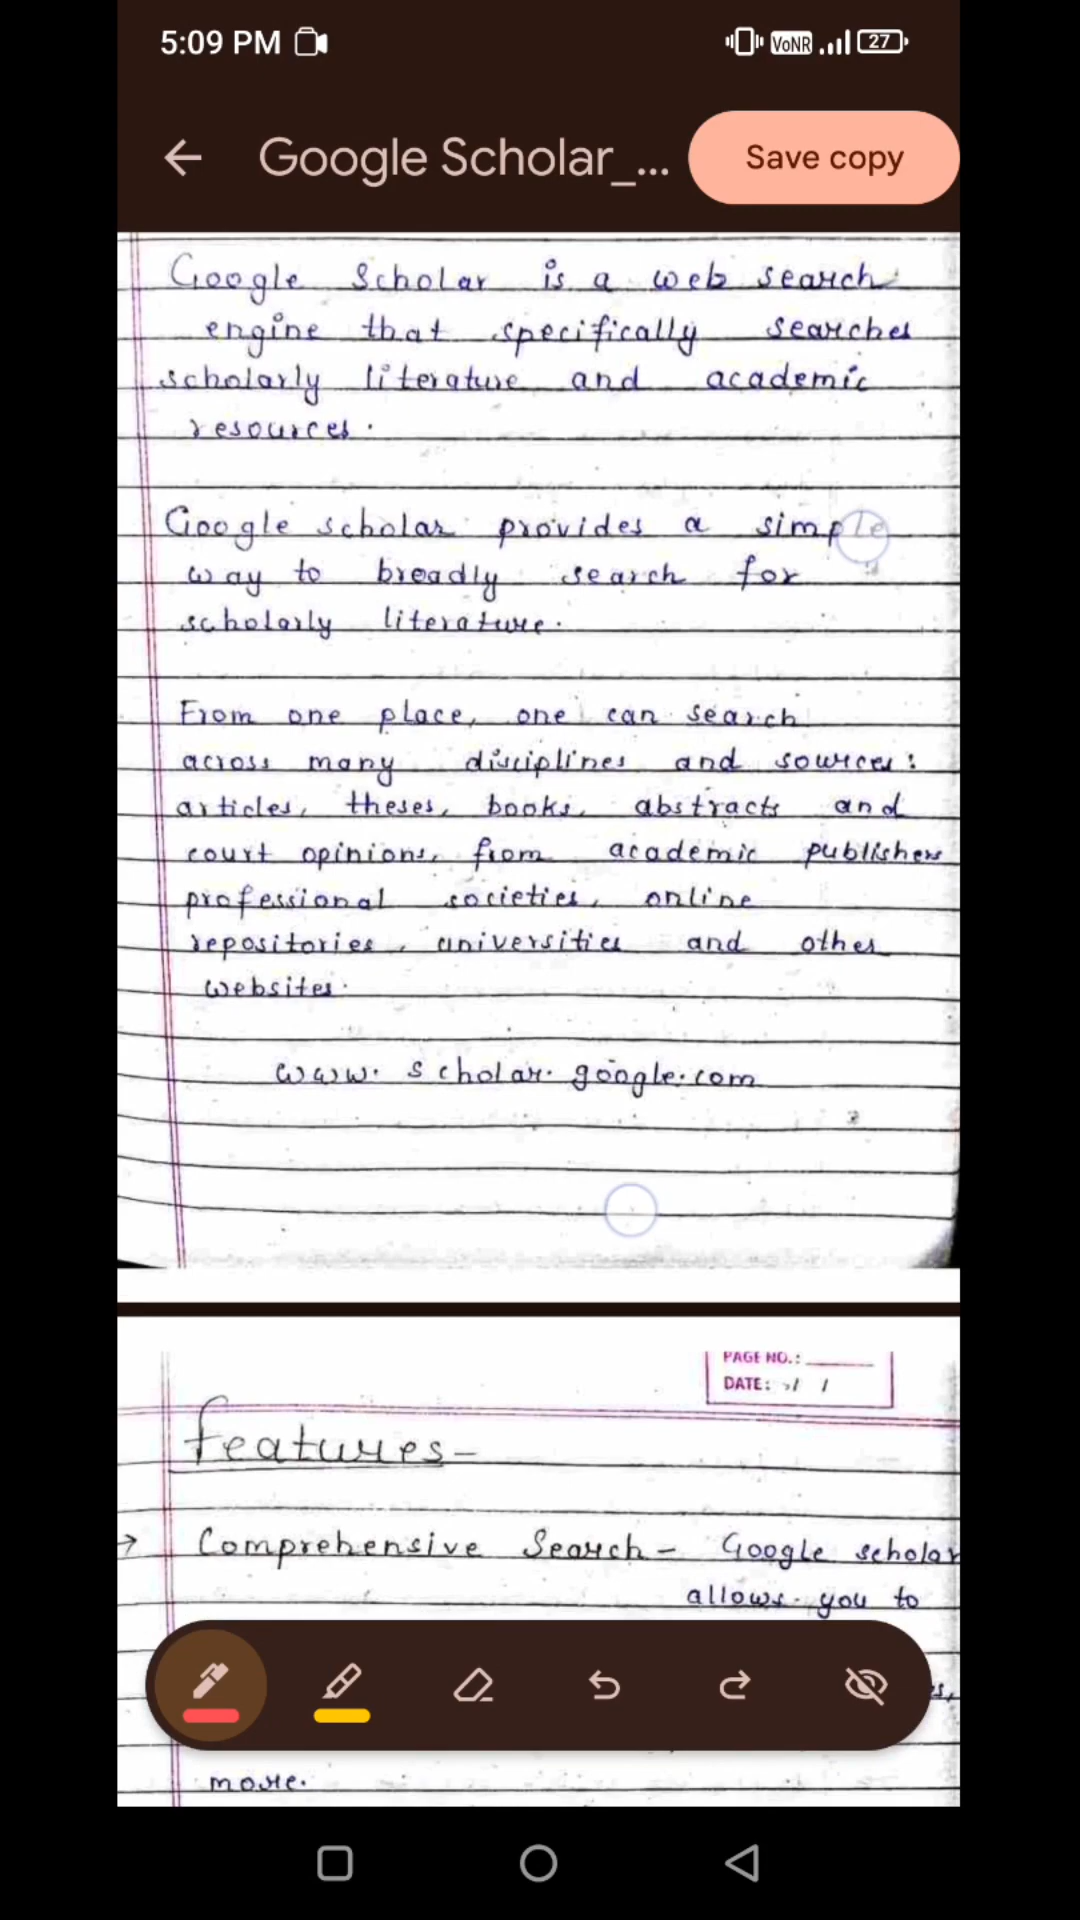 5:09 PM
VoNR
27
Google Scholar_...
Save copy
Google Scholar is a web search
engine that specifically searches
scholarly literature and academic
resources.
Google scholar provides a simple
way to breadly search for
scholarly literature.
From one place, one can search
across many disciplines and sources:
articles, theses, books, abstracts and
court opinions, from academic publishers
professional societies, online
repositories, universities and other
websites.
www.scholar.google.com
PAGE NO.:
DATE: / /
features-
→ Comprehensive Search - Google scholar
allows you to
s,
more.